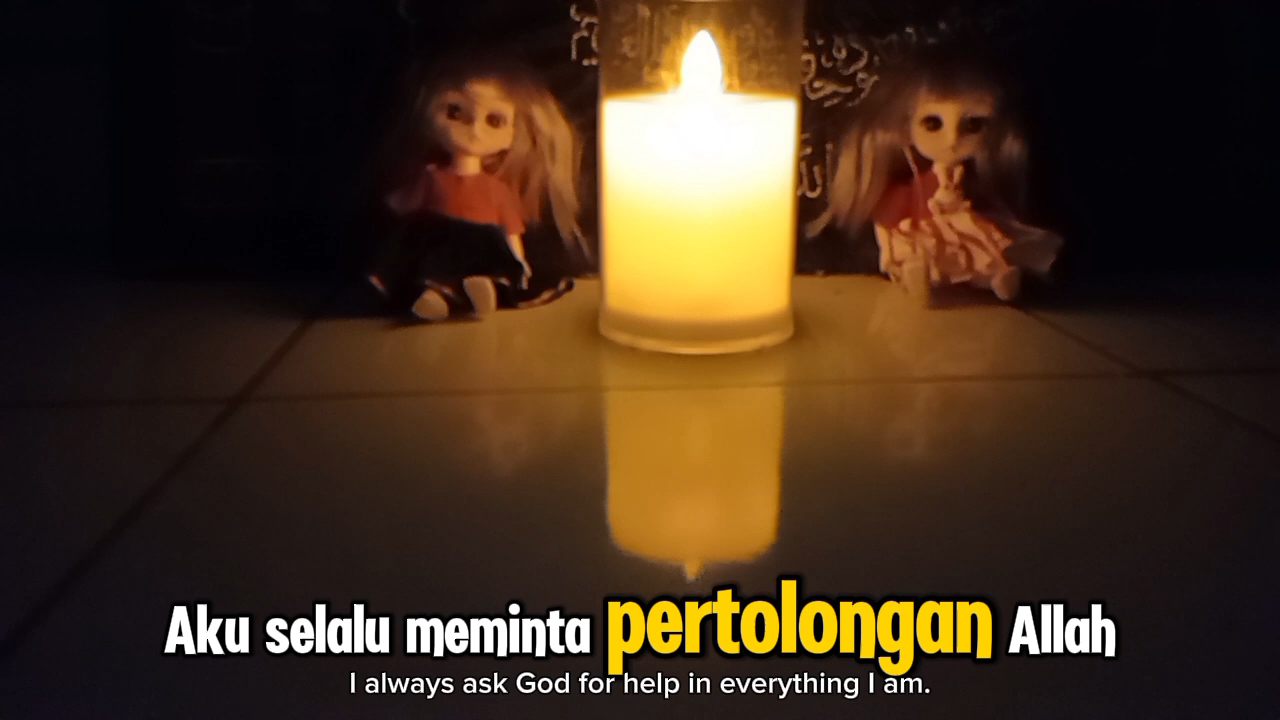 Aku selalu meminta pertolongan Allah
I always ask God for help in everything I am.